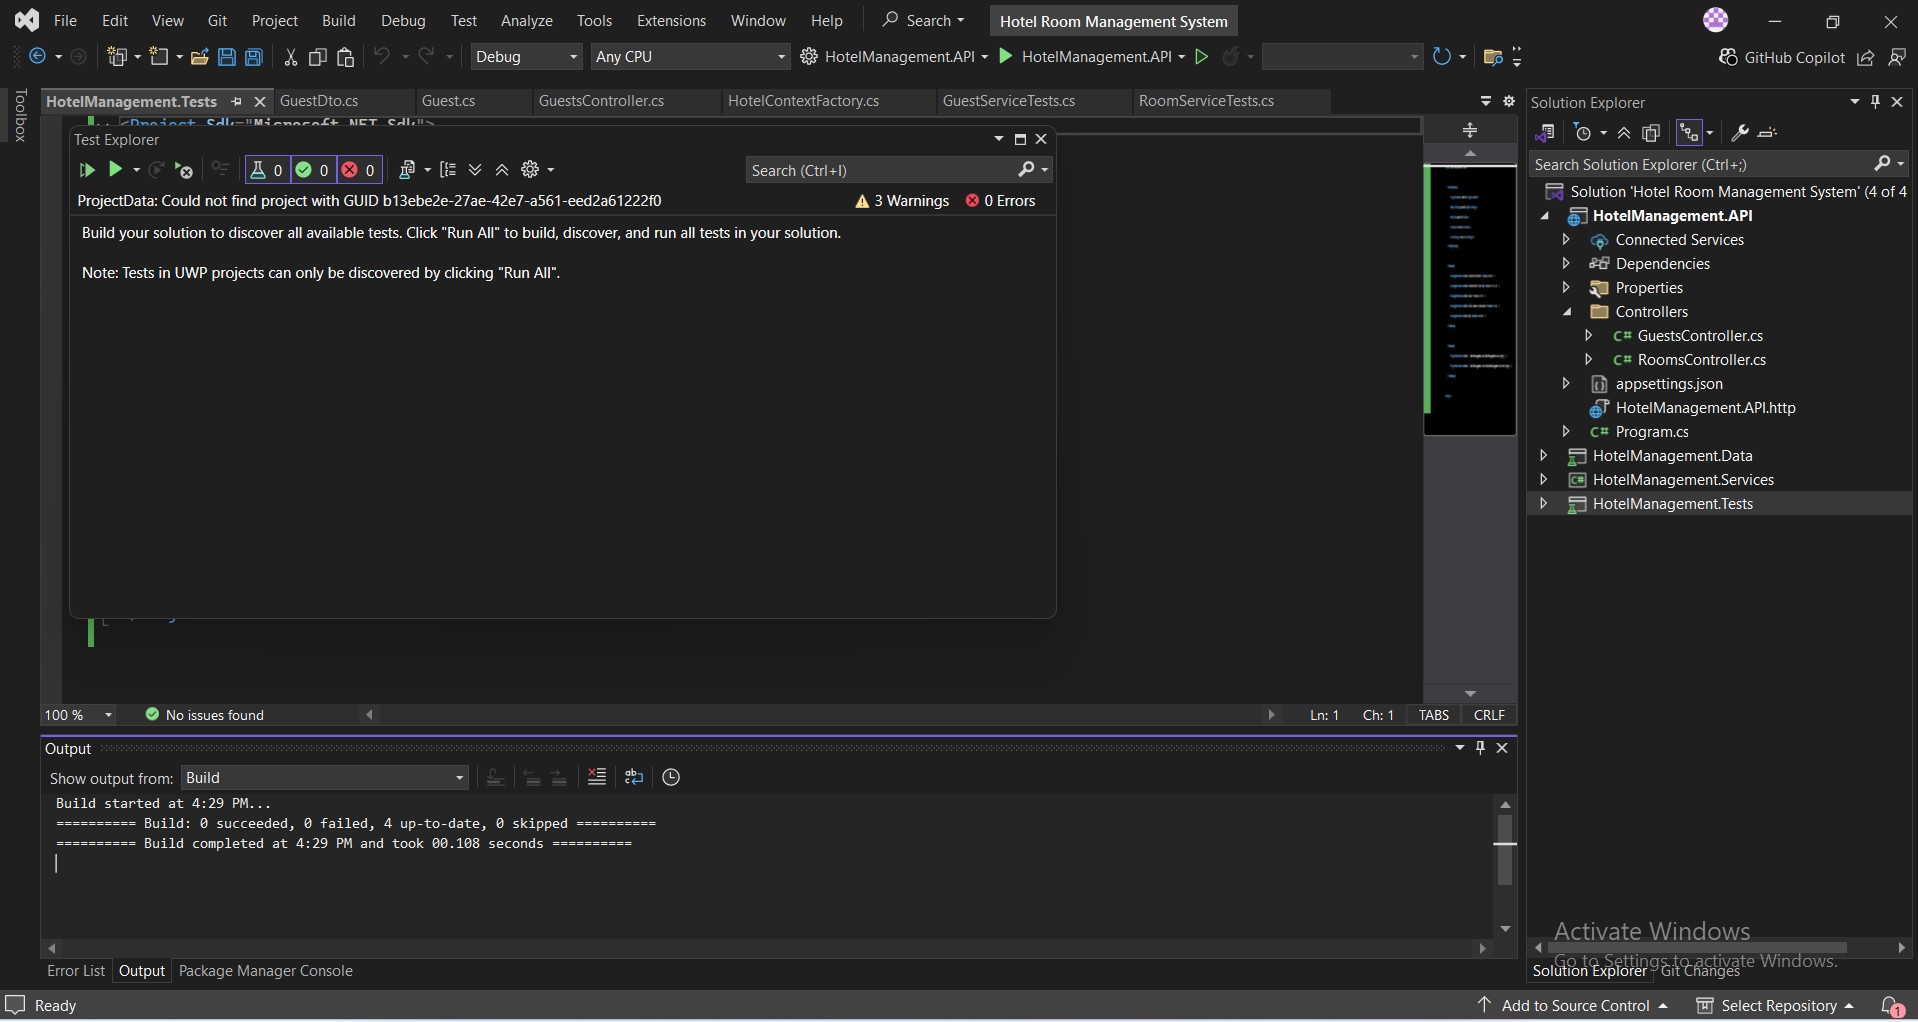 File Edit View Git Project Build Debug Test Analyze Tools Extensions Window Help Search Hotel Room Management System
Debug Any CPU HotelManagement.API HotelManagement.API GitHub Copilot
Toolbox
HotelManagement.Tests GuestDto.cs Guest.cs GuestsController.cs HotelContextFactory.cs GuestServiceTests.cs RoomServiceTests.cs
<Project Sdk="Microsoft.NET.Sdk">
Test Explorer
0 0 0 Search (Ctrl+I)
ProjectData: Could not find project with GUID b13ebe2e-27ae-42e7-a561-eed2a61222f0 3 Warnings 0 Errors
Build your solution to discover all available tests. Click "Run All" to build, discover, and run all tests in your solution.
Note: Tests in UWP projects can only be discovered by clicking "Run All".
100 % No issues found Ln: 1 Ch: 1 TABS CRLF
Output
Show output from: Build
Build started at 4:29 PM...
========== Build: 0 succeeded, 0 failed, 4 up-to-date, 0 skipped ==========
========== Build completed at 4:29 PM and took 00.108 seconds ==========
Error List Output Package Manager Console
Solution Explorer
Search Solution Explorer (Ctrl+;)
Solution 'Hotel Room Management System' (4 of 4
HotelManagement.API
Connected Services
Dependencies
Properties
Controllers
C# GuestsController.cs
C# RoomsController.cs
appsettings.json
HotelManagement.API.http
C# Program.cs
HotelManagement.Data
C# HotelManagement.Services
HotelManagement.Tests
Activate Windows
Go to Settings to activate Windows.
Solution Explorer Git Changes
Ready Add to Source Control Select Repository 1